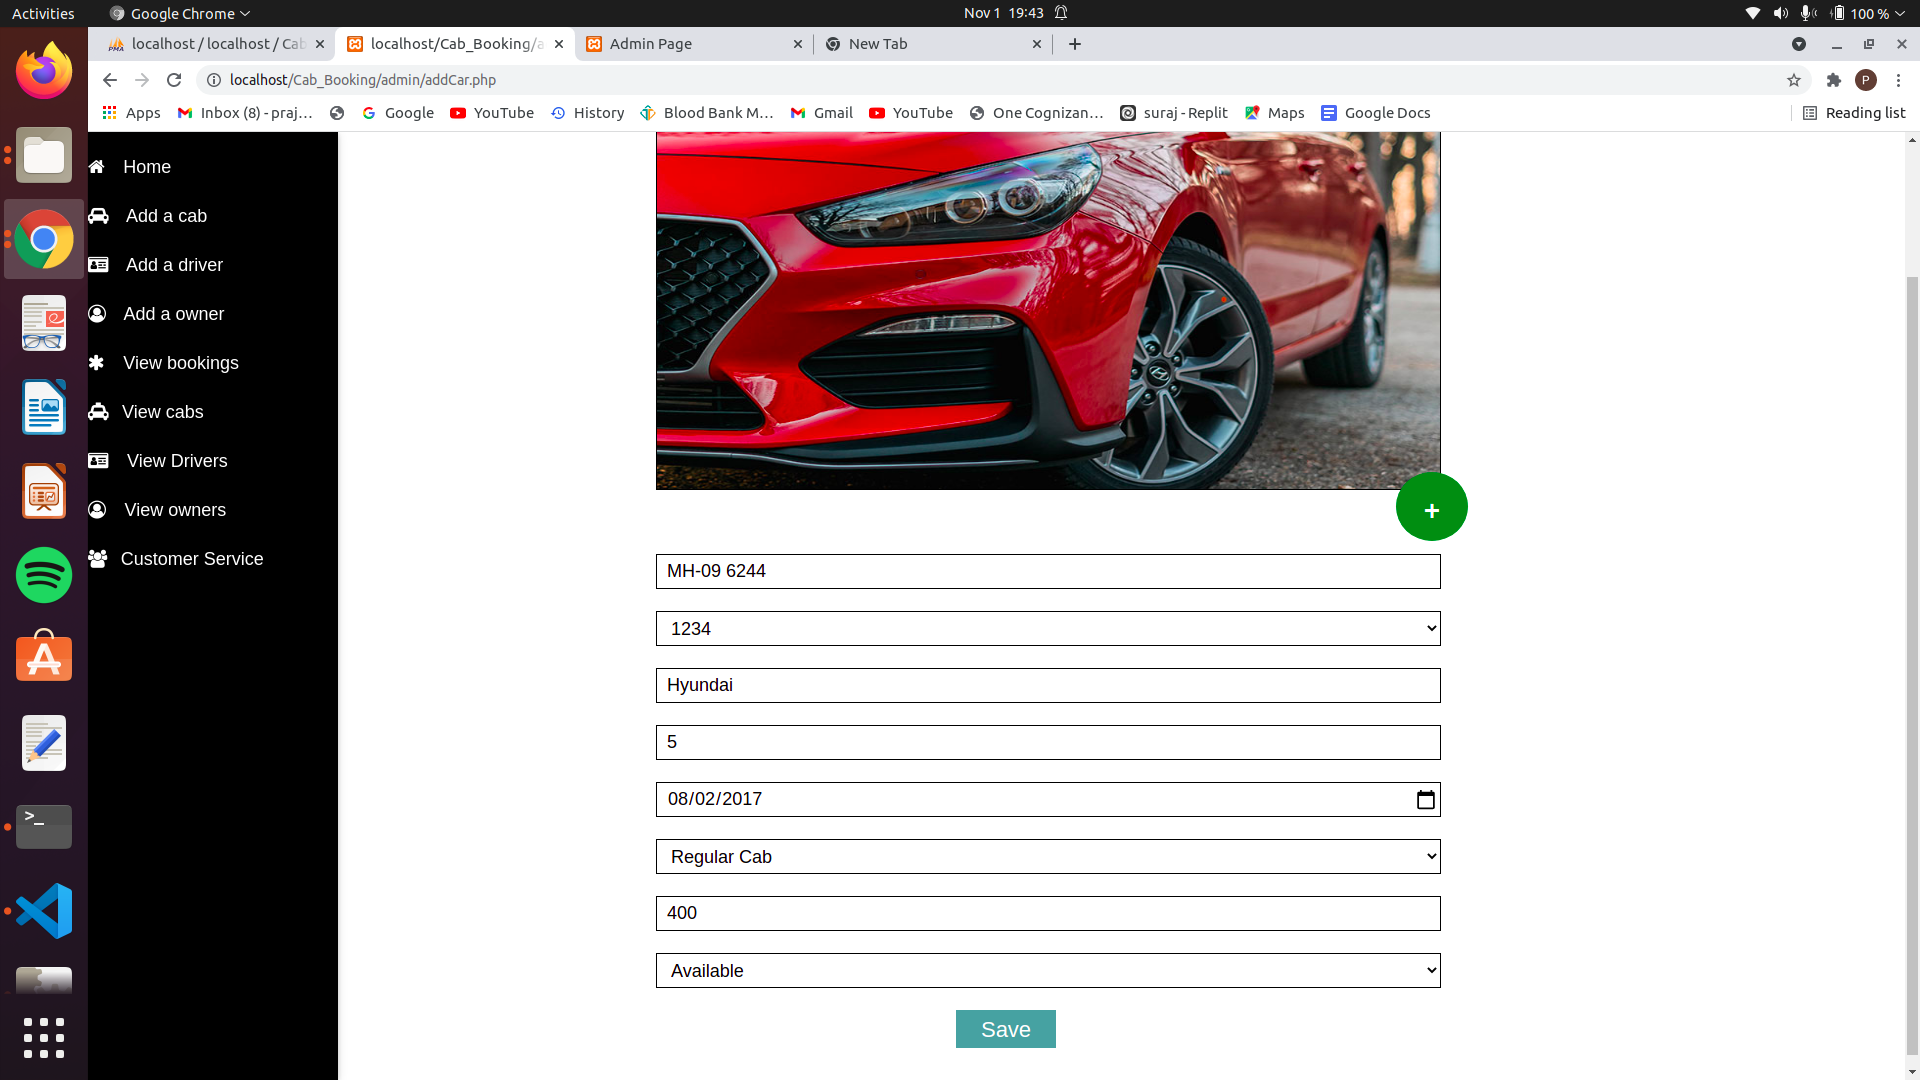 Activities
Google Chrome
Nov 1 19:43
100 %
localhost / localhost / Cab
localhost/Cab_Booking/a
Admin Page
New Tab
localhost/Cab_Booking/admin/addCar.php
P
Apps
Inbox (8) - praj...
Google
YouTube
History
Blood Bank M...
Gmail
YouTube
One Cognizan...
suraj - Replit
Maps
Google Docs
Reading list
Home
Add a cab
Add a driver
Add a owner
View bookings
View cabs
View Drivers
View owners
Customer Service
+
MH-09 6244
1234
Hyundai
5
08/02/2017
Regular Cab
400
Available
Save